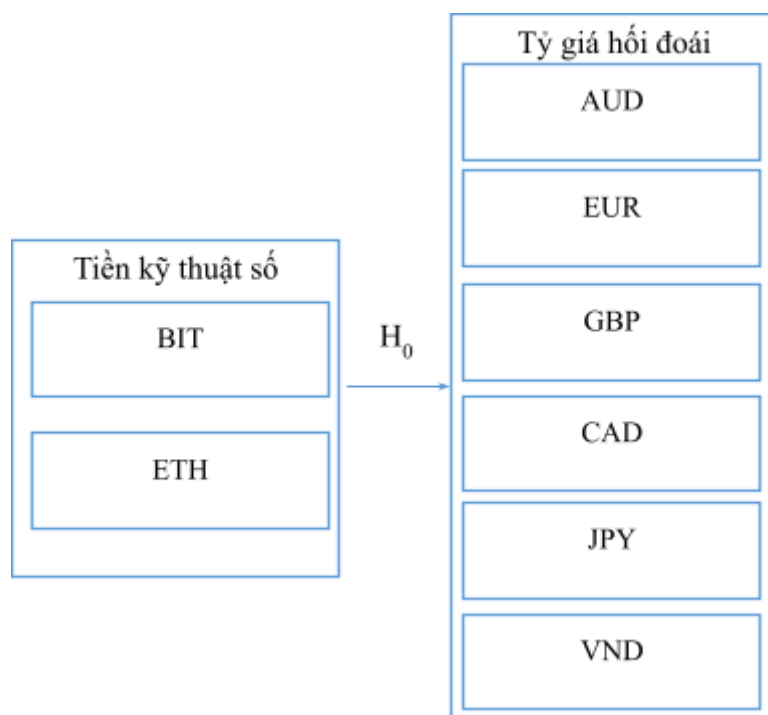 Tiền kỹ thuật số
BIT
ETH
H₀
Tỷ giá hối đoái
AUD
EUR
GBP
CAD
JPY
VND